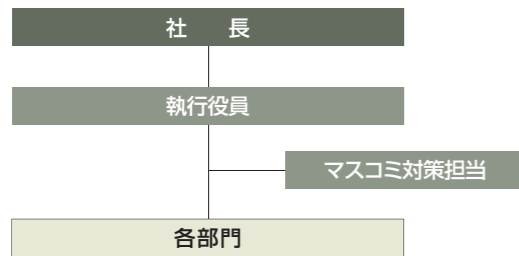 社　長
執行役員
マスコミ対策担当
各部門